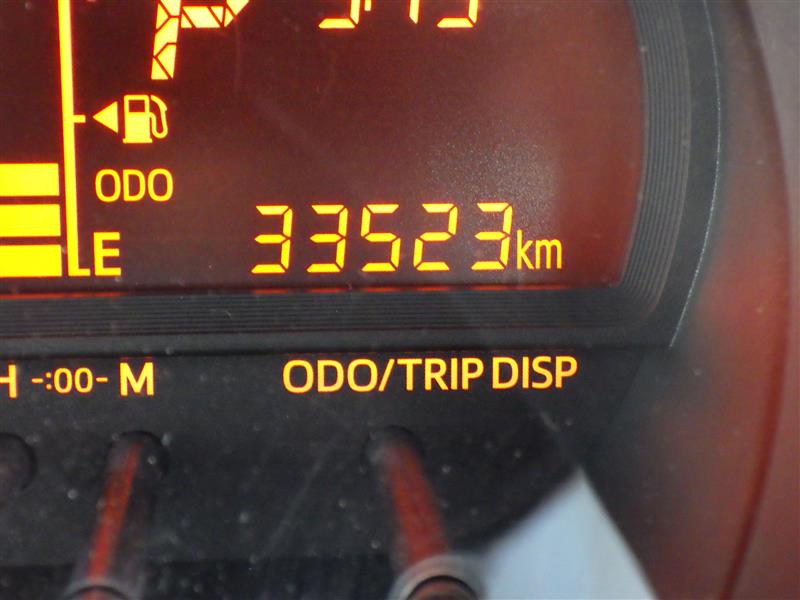 ODO
E 33523km
H -:00- M ODO/TRIP DISP